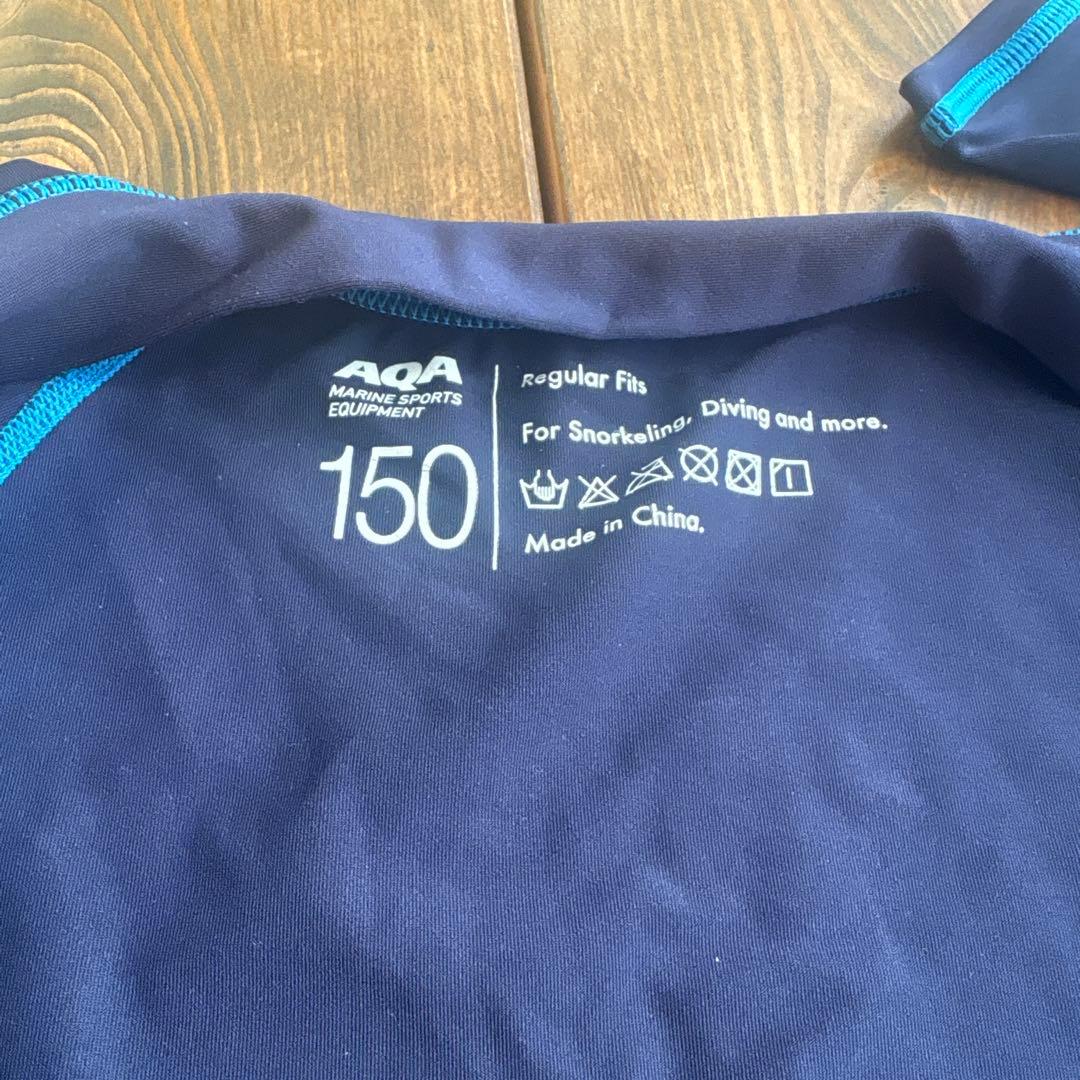 AQA
MARINE SPORTS
EQUIPMENT
150
Regular Fits
For Snorkeling, Diving and more.
Made in China.